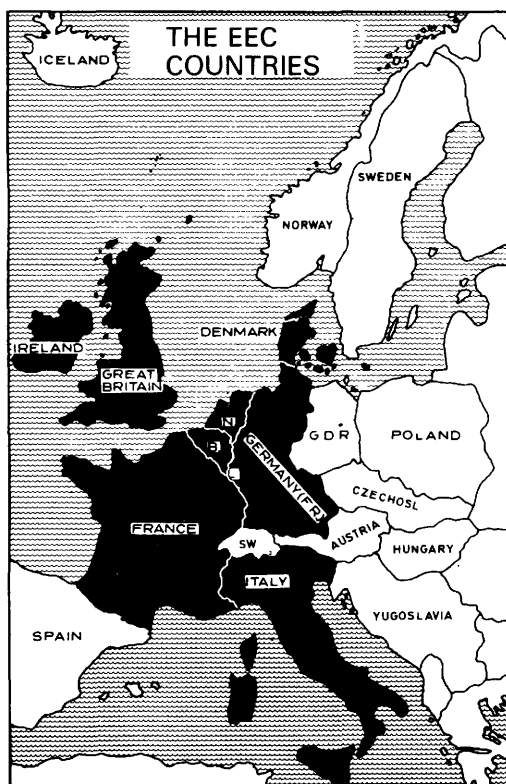 THE EEC
COUNTRIES
ICELAND
SWEDEN
NORWAY
DENMARK
IRELAND
GREAT
BRITAIN
N
B
GDR
POLAND
GERMANY(FR)
CZECHOSL
FRANCE
SW
AUSTRIA
HUNGARY
ITALY
YUGOSLAVIA
SPAIN